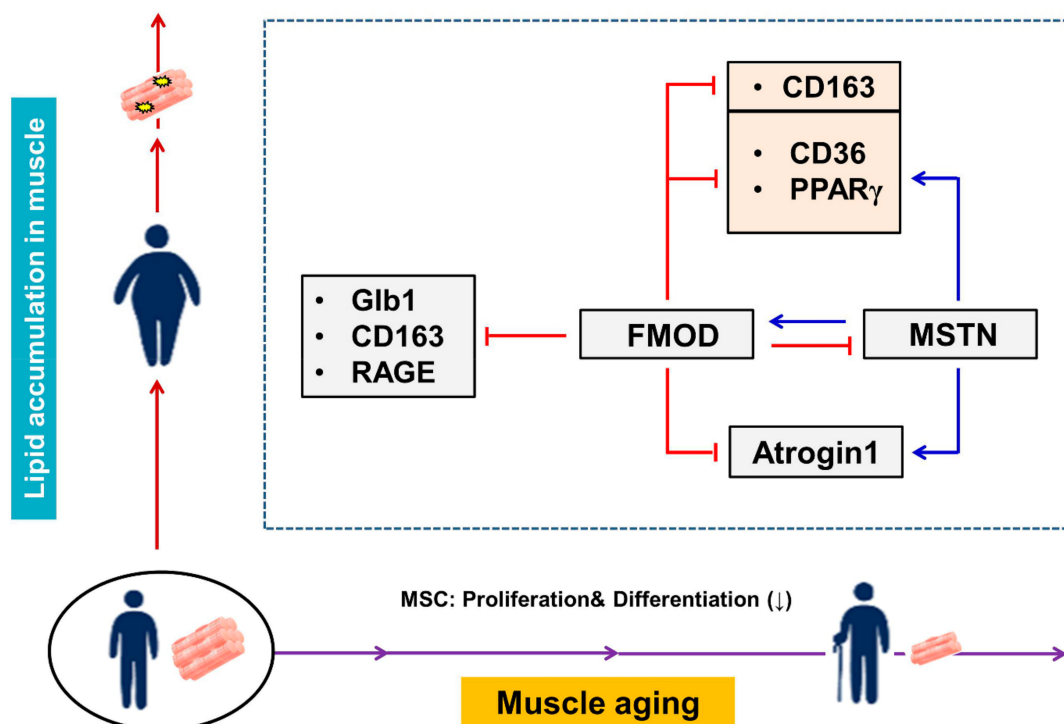 Lipid accumulation in muscle
• CD163
• CD36
• PPARγ
• Glb1
• CD163
• RAGE
FMOD
MSTN
Atrogin1
MSC: Proliferation& Differentiation (↓)
Muscle aging